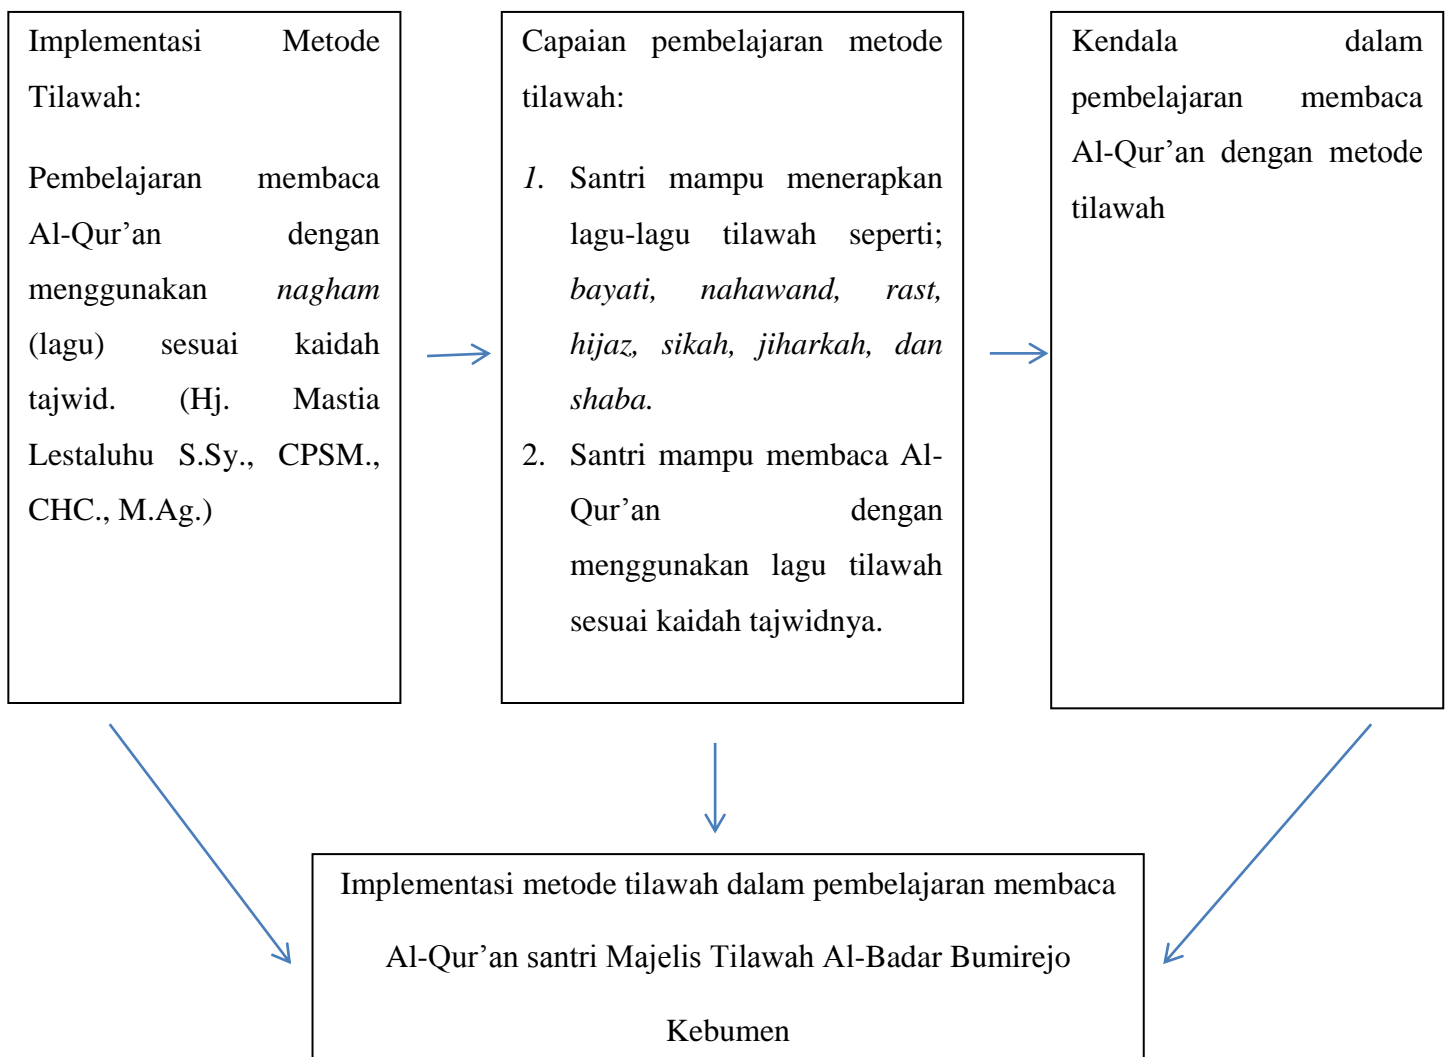 Implementasi Metode
Tilawah:
Pembelajaran membaca
Al-Qur’an dengan
menggunakan nagham
(lagu) sesuai kaidah
tajwid. (Hj. Mastia
Lestaluhu S.Sy., CPSM.,
CHC., M.Ag.)
Capaian pembelajaran metode
tilawah:
1. Santri mampu menerapkan
lagu-lagu tilawah seperti;
bayati, nahawand, rast,
hijaz, sikah, jiharkah, dan
shaba.
2. Santri mampu membaca Al-
Qur’an dengan
menggunakan lagu tilawah
sesuai kaidah tajwidnya.
Kendala dalam
pembelajaran membaca
Al-Qur’an dengan metode
tilawah
Implementasi metode tilawah dalam pembelajaran membaca
Al-Qur’an santri Majelis Tilawah Al-Badar Bumirejo
Kebumen